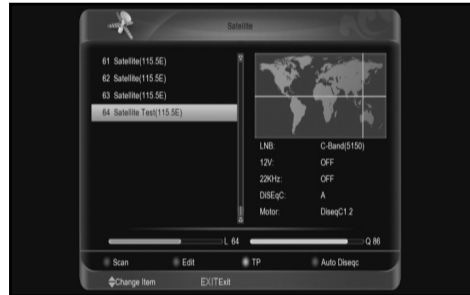 Satellite
61 Satellite(115.5E)
62 Satellite(115.5E)
63 Satellite(115.5E)
64 Satellite Test(115.5E)
LNB: C-Band(5150)
12V: OFF
22KHz: OFF
DiSEqC: A
Motor: DiseqC1.2
L 64 Q 86
Scan Edit TP Auto Diseqc
Change Item EXITExit